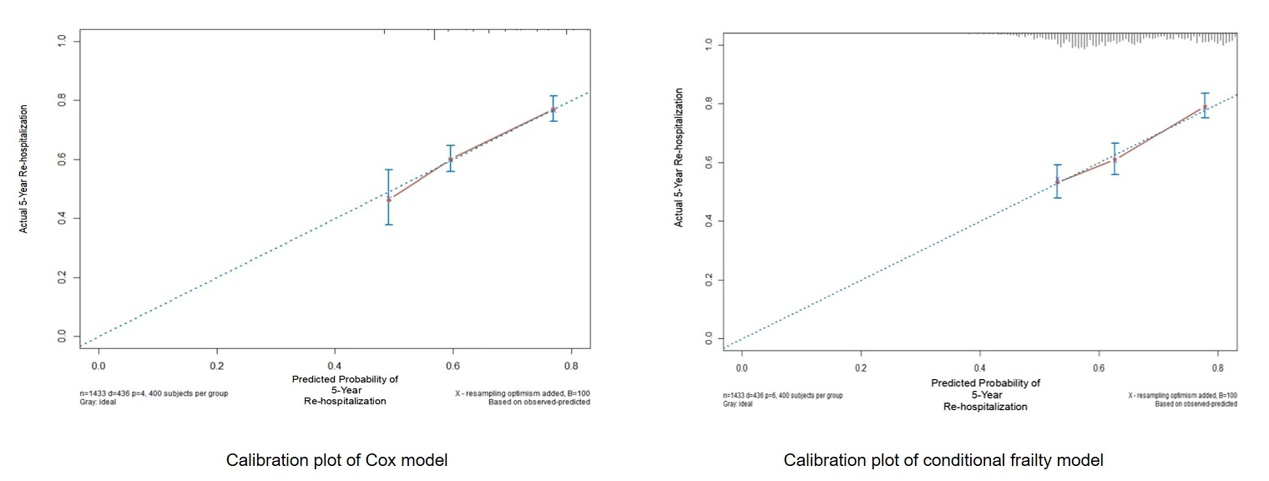 1.0
0.8
0.6
0.4
0.2
0.0
Actual 5-Year Re-hospitalization
0.0 0.2 0.4 0.6 0.8
Predicted Probability of
5-Year
Re-hospitalization
n=1433 d=436 p=4, 400 subjects per group
Gray: ideal
X - resampling optimism added, B=100
Based on observed-predicted
Calibration plot of Cox model
1.0
0.8
0.6
0.4
0.2
0.0
Actual 5-Year Re-hospitalization
0.0 0.2 0.4 0.6 0.8
Predicted Probability of
5-Year
Re-hospitalization
n=1433 d=436 p=6, 400 subjects per group
Gray: ideal
X - resampling optimism added, B=100
Based on observed-predicted
Calibration plot of conditional frailty model